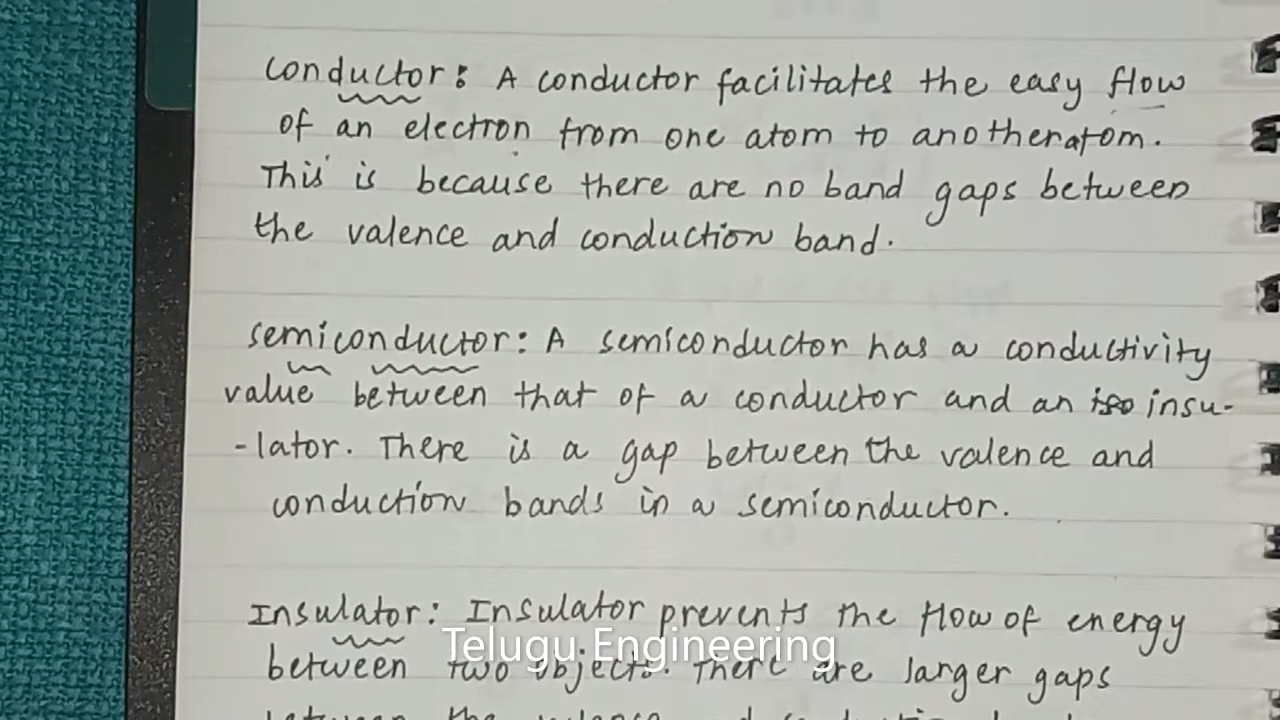 conductor: A conductor facilitates the easy flow
of an electron from one atom to another atom.
This is because there are no band gaps between
the valence and conduction band.
semiconductor: A semiconductor has a conductivity
value between that of a conductor and an iso insu-
-lator. There is a gap between the valence and
conduction bands in a semiconductor.
Insulator: Insulator prevents the flow of energy
Telugu Engineering
between two objects. There are larger gaps